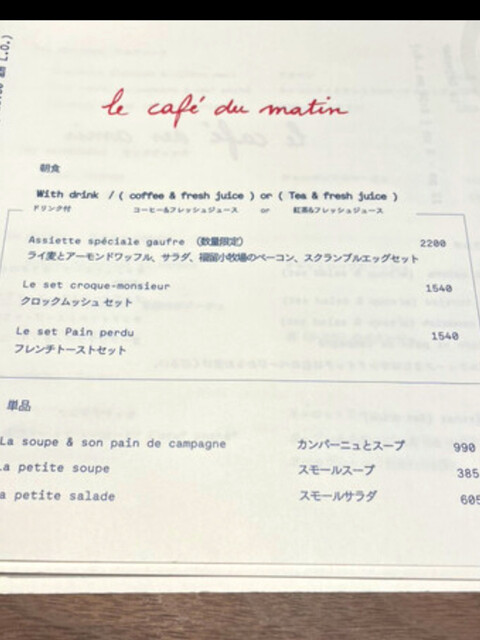 L.O.)
le café du matin
朝食
With drink / ( coffee & fresh juice ) or ( Tea & fresh juice )
ドリンク付 コーヒー&フレッシュジュース or 紅茶&フレッシュジュース
Assiette spéciale gaufre (数量限定) 2200
ライ麦とアーモンドワッフル、サラダ、福留小牧場のベーコン、スクランブルエッグセット
Le set croque-monsieur 1540
クロックムッシュ セット
Le set Pain perdu 1540
フレンチトーストセット
単品
La soupe & son pain de campagne カンパーニュとスープ 990
La petite soupe スモールスープ 385
a petite salade スモールサラダ 605